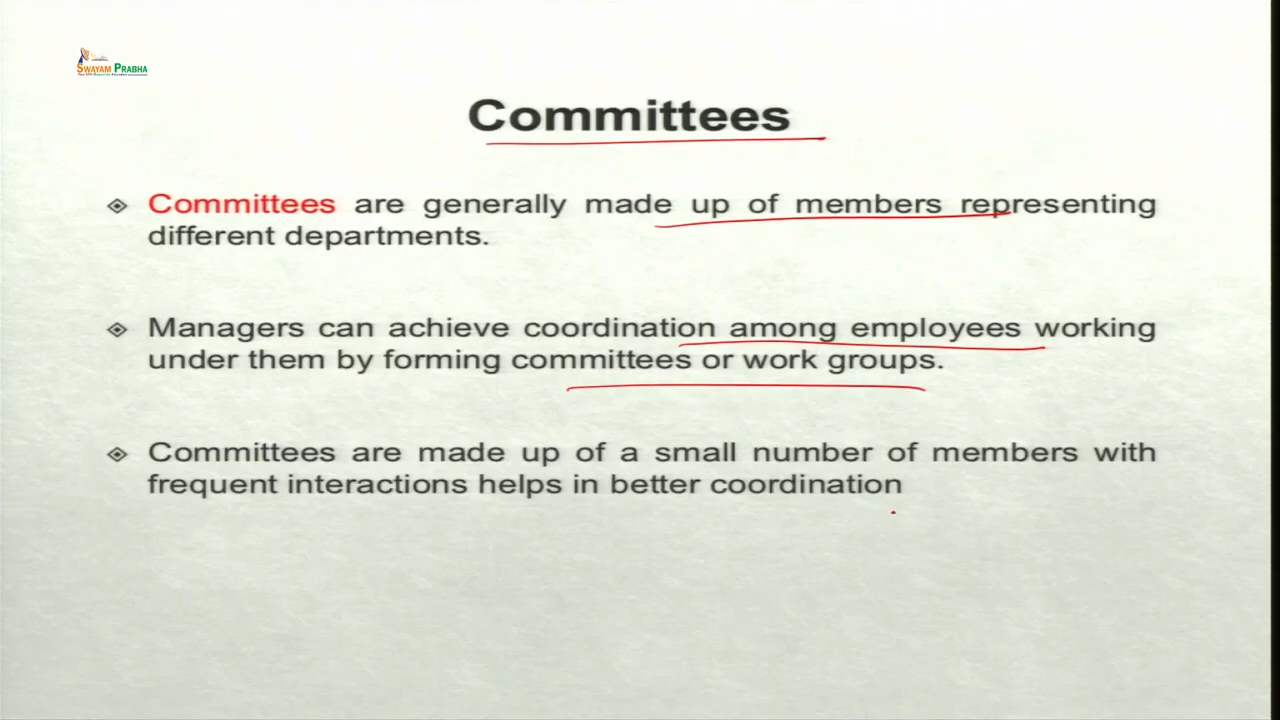 SWAYAM PRABHA
Committees
Committees are generally made up of members representing
different departments.
Managers can achieve coordination among employees working
under them by forming committees or work groups.
Committees are made up of a small number of members with
frequent interactions helps in better coordination